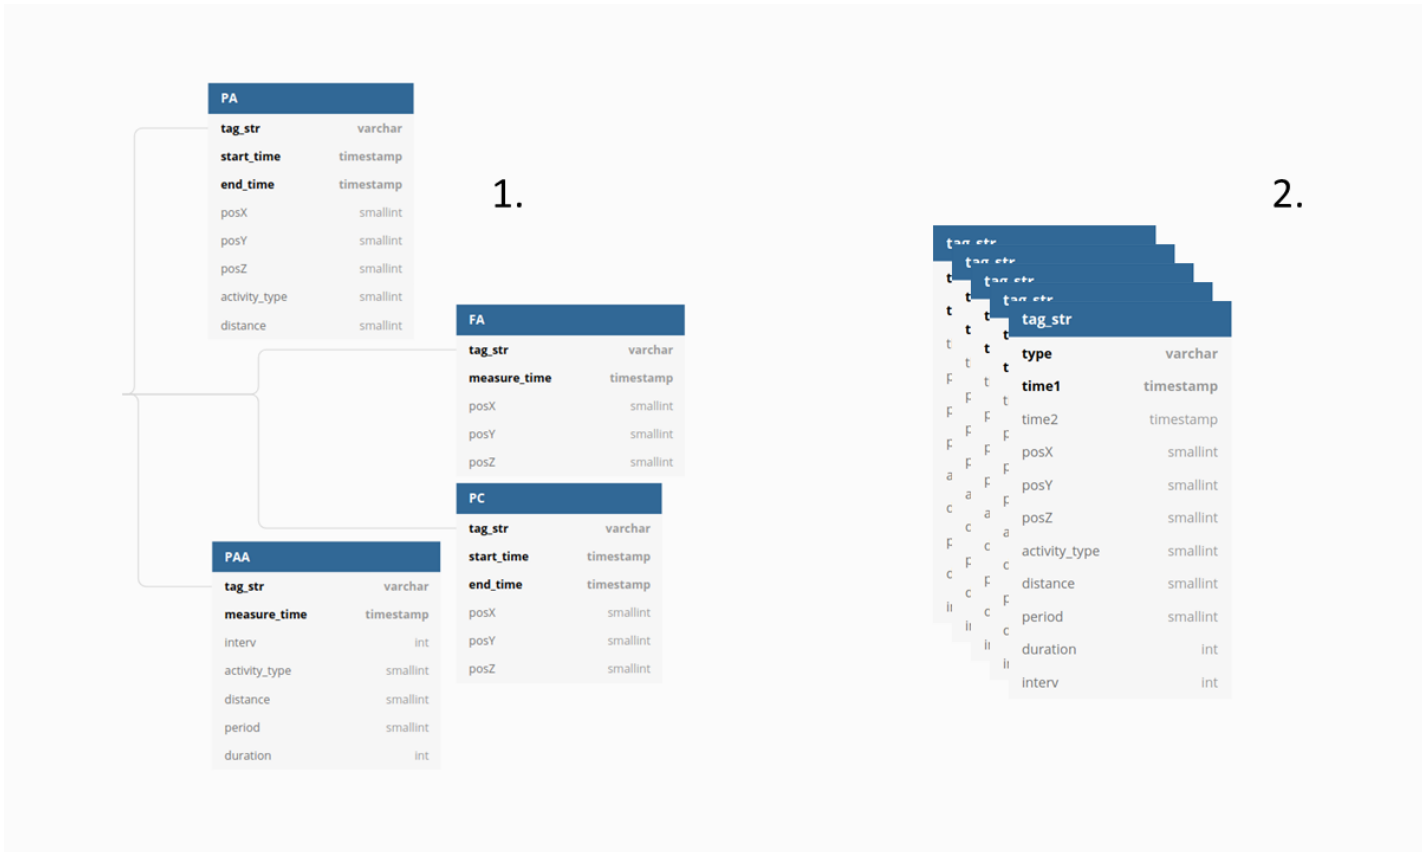 PA
tag_str varchar
start_time timestamp
end_time timestamp
posX smallint
posY smallint
posZ smallint
activity_type smallint
distance smallint
1.
FA
tag_str varchar
measure_time timestamp
posX smallint
posY smallint
posZ smallint
PC
tag_str varchar
start_time timestamp
end_time timestamp
posX smallint
posY smallint
posZ smallint
PAA
tag_str varchar
measure_time timestamp
interv int
activity_type smallint
distance smallint
period smallint
duration int
2.
tag_str
tag_str
tag_str
tag_str
tag_str
type varchar
time1 timestamp
time2 timestamp
posX smallint
posY smallint
posZ smallint
activity_type smallint
distance smallint
period smallint
duration int
interv int